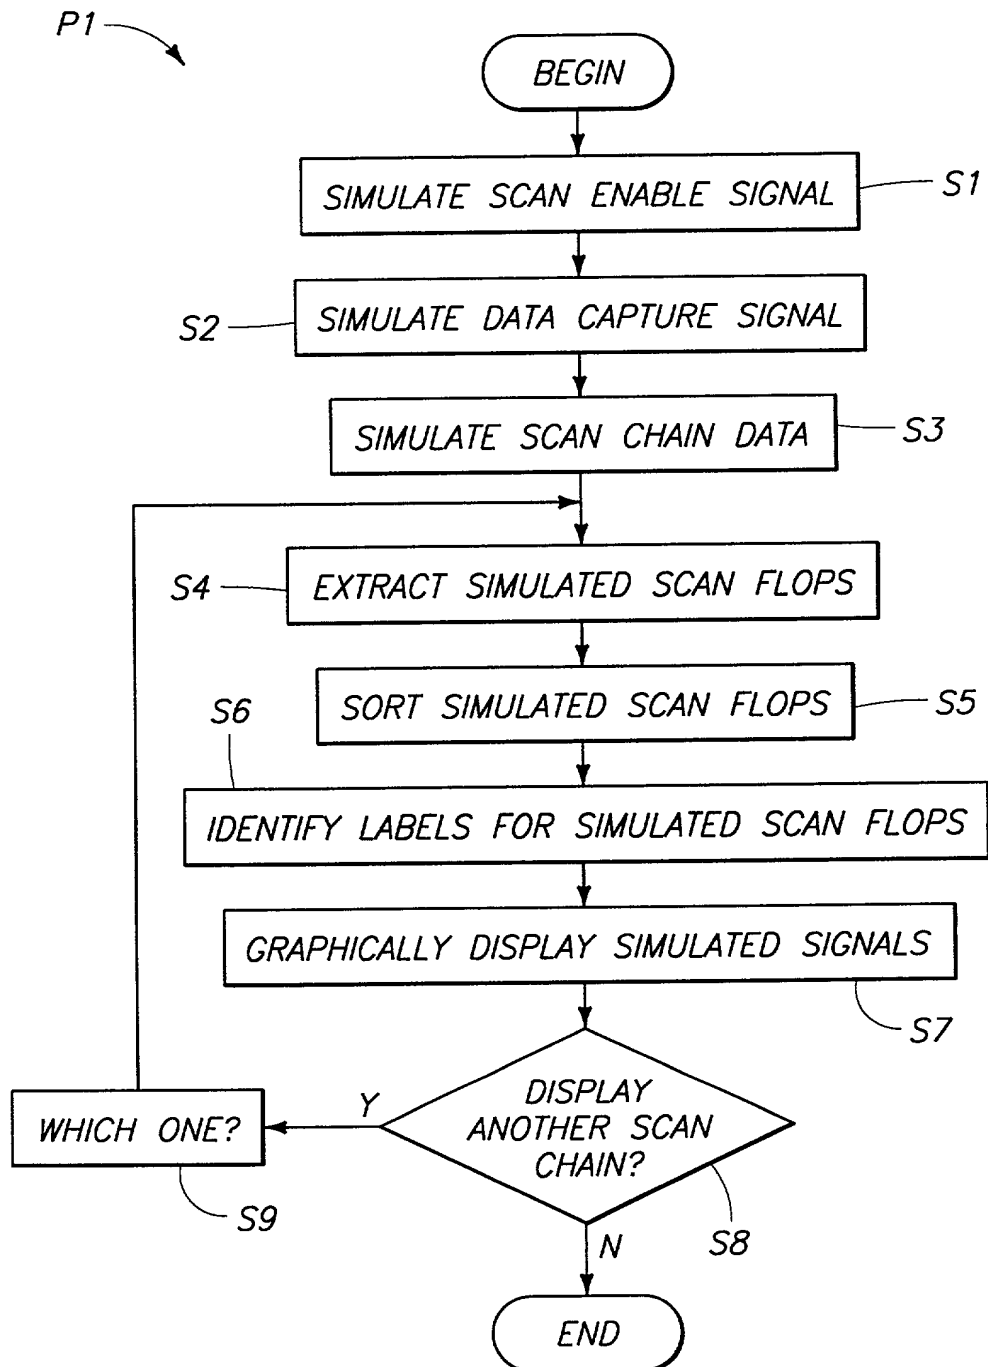 P1
BEGIN
SIMULATE SCAN ENABLE SIGNAL
S1
SIMULATE DATA CAPTURE SIGNAL
S2
SIMULATE SCAN CHAIN DATA
S3
EXTRACT SIMULATED SCAN FLOPS
S4
SORT SIMULATED SCAN FLOPS
S5
S6
IDENTIFY LABELS FOR SIMULATED SCAN FLOPS
GRAPHICALLY DISPLAY SIMULATED SIGNALS
S7
DISPLAY
ANOTHER SCAN
CHAIN?
S8
Y
WHICH ONE?
S9
N
END